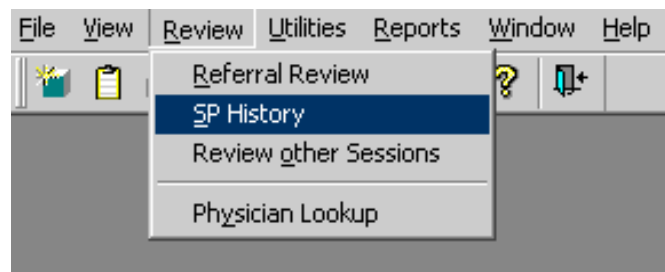 File View Review Utilities Reports Window Help
Referral Review
SP History
Review other Sessions
Physician Lookup